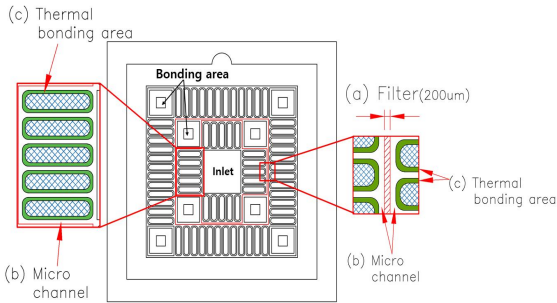 (c) Thermal
bonding area
Bonding area
(a) Filter(200um)
Inlet
(c) Thermal
bonding area
(b) Micro
channel
(b) Micro
channel